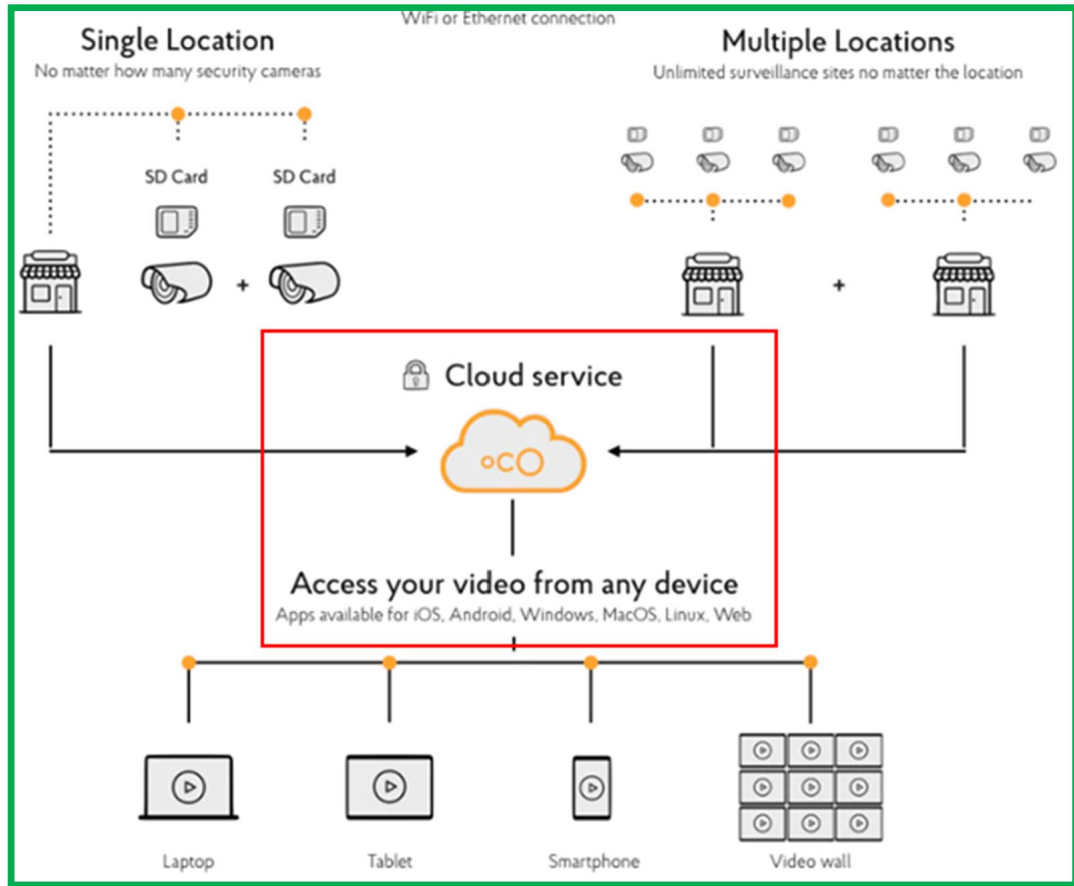 WiFi or Ethernet connection
Single Location
No matter how many security cameras
Multiple Locations
Unlimited surveillance sites no matter the location
SD Card
SD Card
+
+
Cloud service
oco
Access your video from any device
Apps available for iOS, Android, Windows, MacOS, Linux, Web
Laptop
Tablet
Smartphone
Video wall